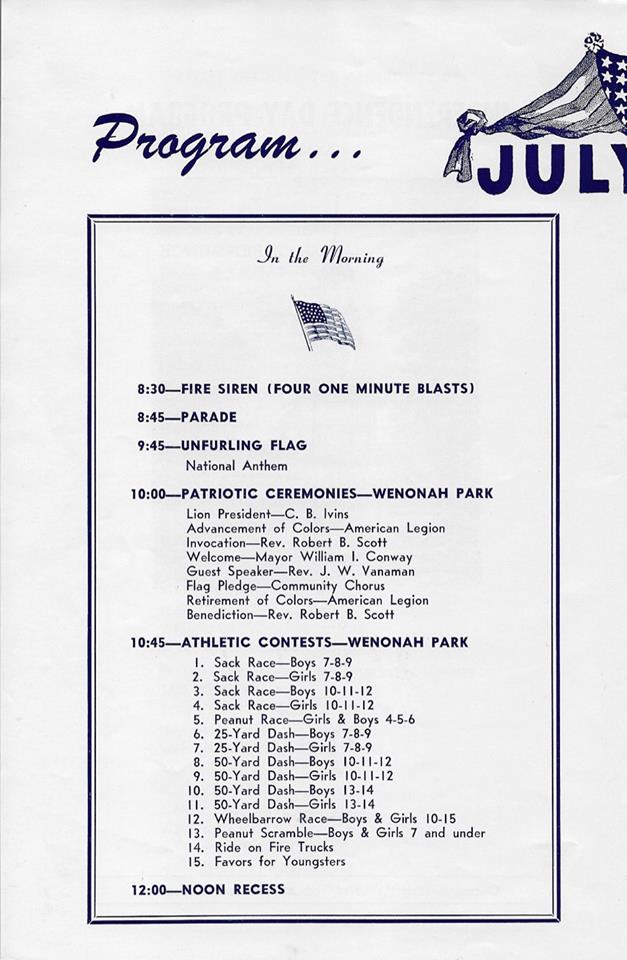 Program...
JULY
In the Morning
8:30—FIRE SIREN (FOUR ONE MINUTE BLASTS)
8:45—PARADE
9:45—UNFURLING FLAG
National Anthem
10:00—PATRIOTIC CEREMONIES—WENONAH PARK
Lion President—C. B. Ivins
Advancement of Colors—American Legion
Invocation—Rev. Robert B. Scott
Welcome—Mayor William I. Conway
Guest Speaker—Rev. J. W. Vanaman
Flag Pledge—Community Chorus
Retirement of Colors—American Legion
Benediction—Rev. Robert B. Scott
10:45—ATHLETIC CONTESTS—WENONAH PARK
1. Sack Race—Boys 7-8-9
2. Sack Race—Girls 7-8-9
3. Sack Race—Boys 10-11-12
4. Sack Race—Girls 10-11-12
5. Peanut Race—Girls & Boys 4-5-6
6. 25-Yard Dash—Boys 7-8-9
7. 25-Yard Dash—Girls 7-8-9
8. 50-Yard Dash—Boys 10-11-12
9. 50-Yard Dash—Girls 10-11-12
10. 50-Yard Dash—Boys 13-14
11. 50-Yard Dash—Girls 13-14
12. Wheelbarrow Race—Boys & Girls 10-15
13. Peanut Scramble—Boys & Girls 7 and under
14. Ride on Fire Trucks
15. Favors for Youngsters
12:00—NOON RECESS